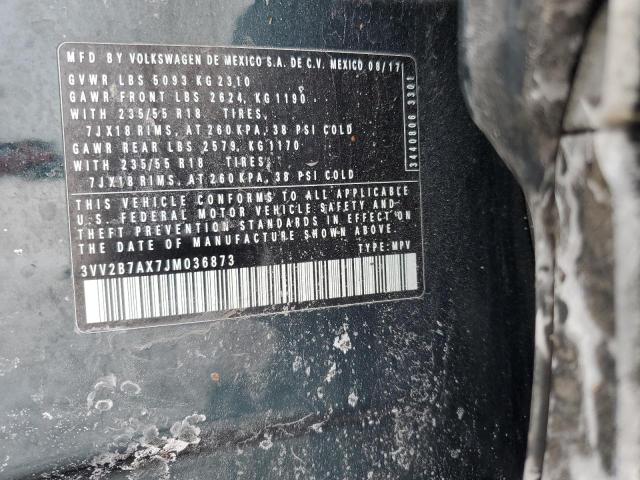 MFD BY VOLKSWAGEN DE MEXICO S.A. DE C.V. MEXICO 08/17
GVWR LBS 5093 KG 2310
GAWR FRONT LBS 2624, KG 1190
WITH 235/55 R18 TIRES,
7JX18 RIMS, AT 260 KPA, 38 PSI COLD
GAWR REAR LBS 2579, KG 1170
WITH 235/55 R18 TIRES,
7JX18 RIMS, AT 260 KPA, 38 PSI COLD
THIS VEHICLE CONFORMS TO ALL APPLICABLE
U.S. FEDERAL MOTOR VEHICLE SAFETY AND
THEFT PREVENTION STANDARDS IN EFFECT ON
THE DATE OF MANUFACTURE SHOWN ABOVE.
3VV2B7AX7JM036873 TYPE: MPV
3440806 3301